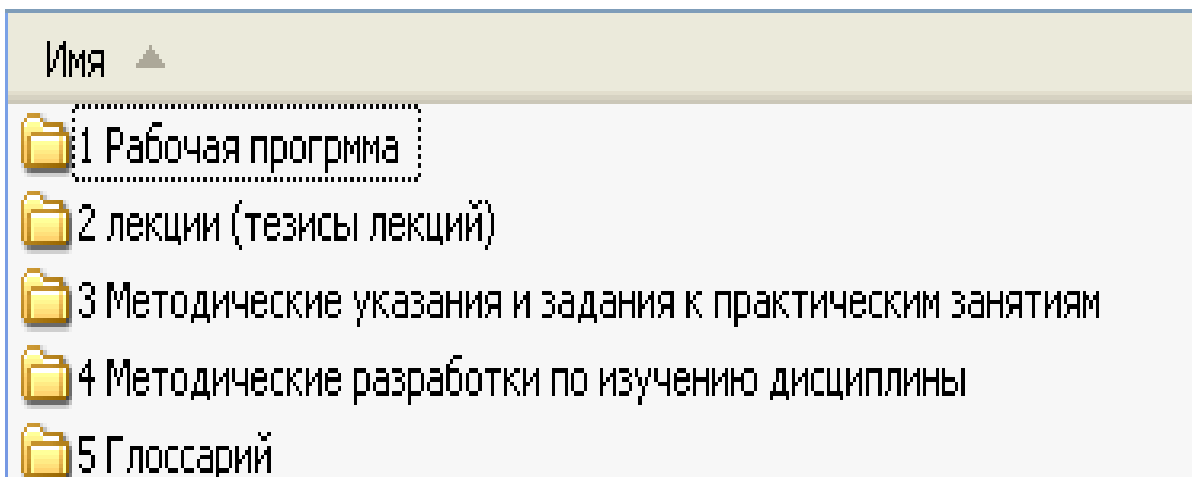 Имя
1 Рабочая прогрмма
2 лекции (тезисы лекций)
3 Методические указания и задания к практическим занятиям
4 Методические разработки по изучению дисциплины
5 Глоссарий